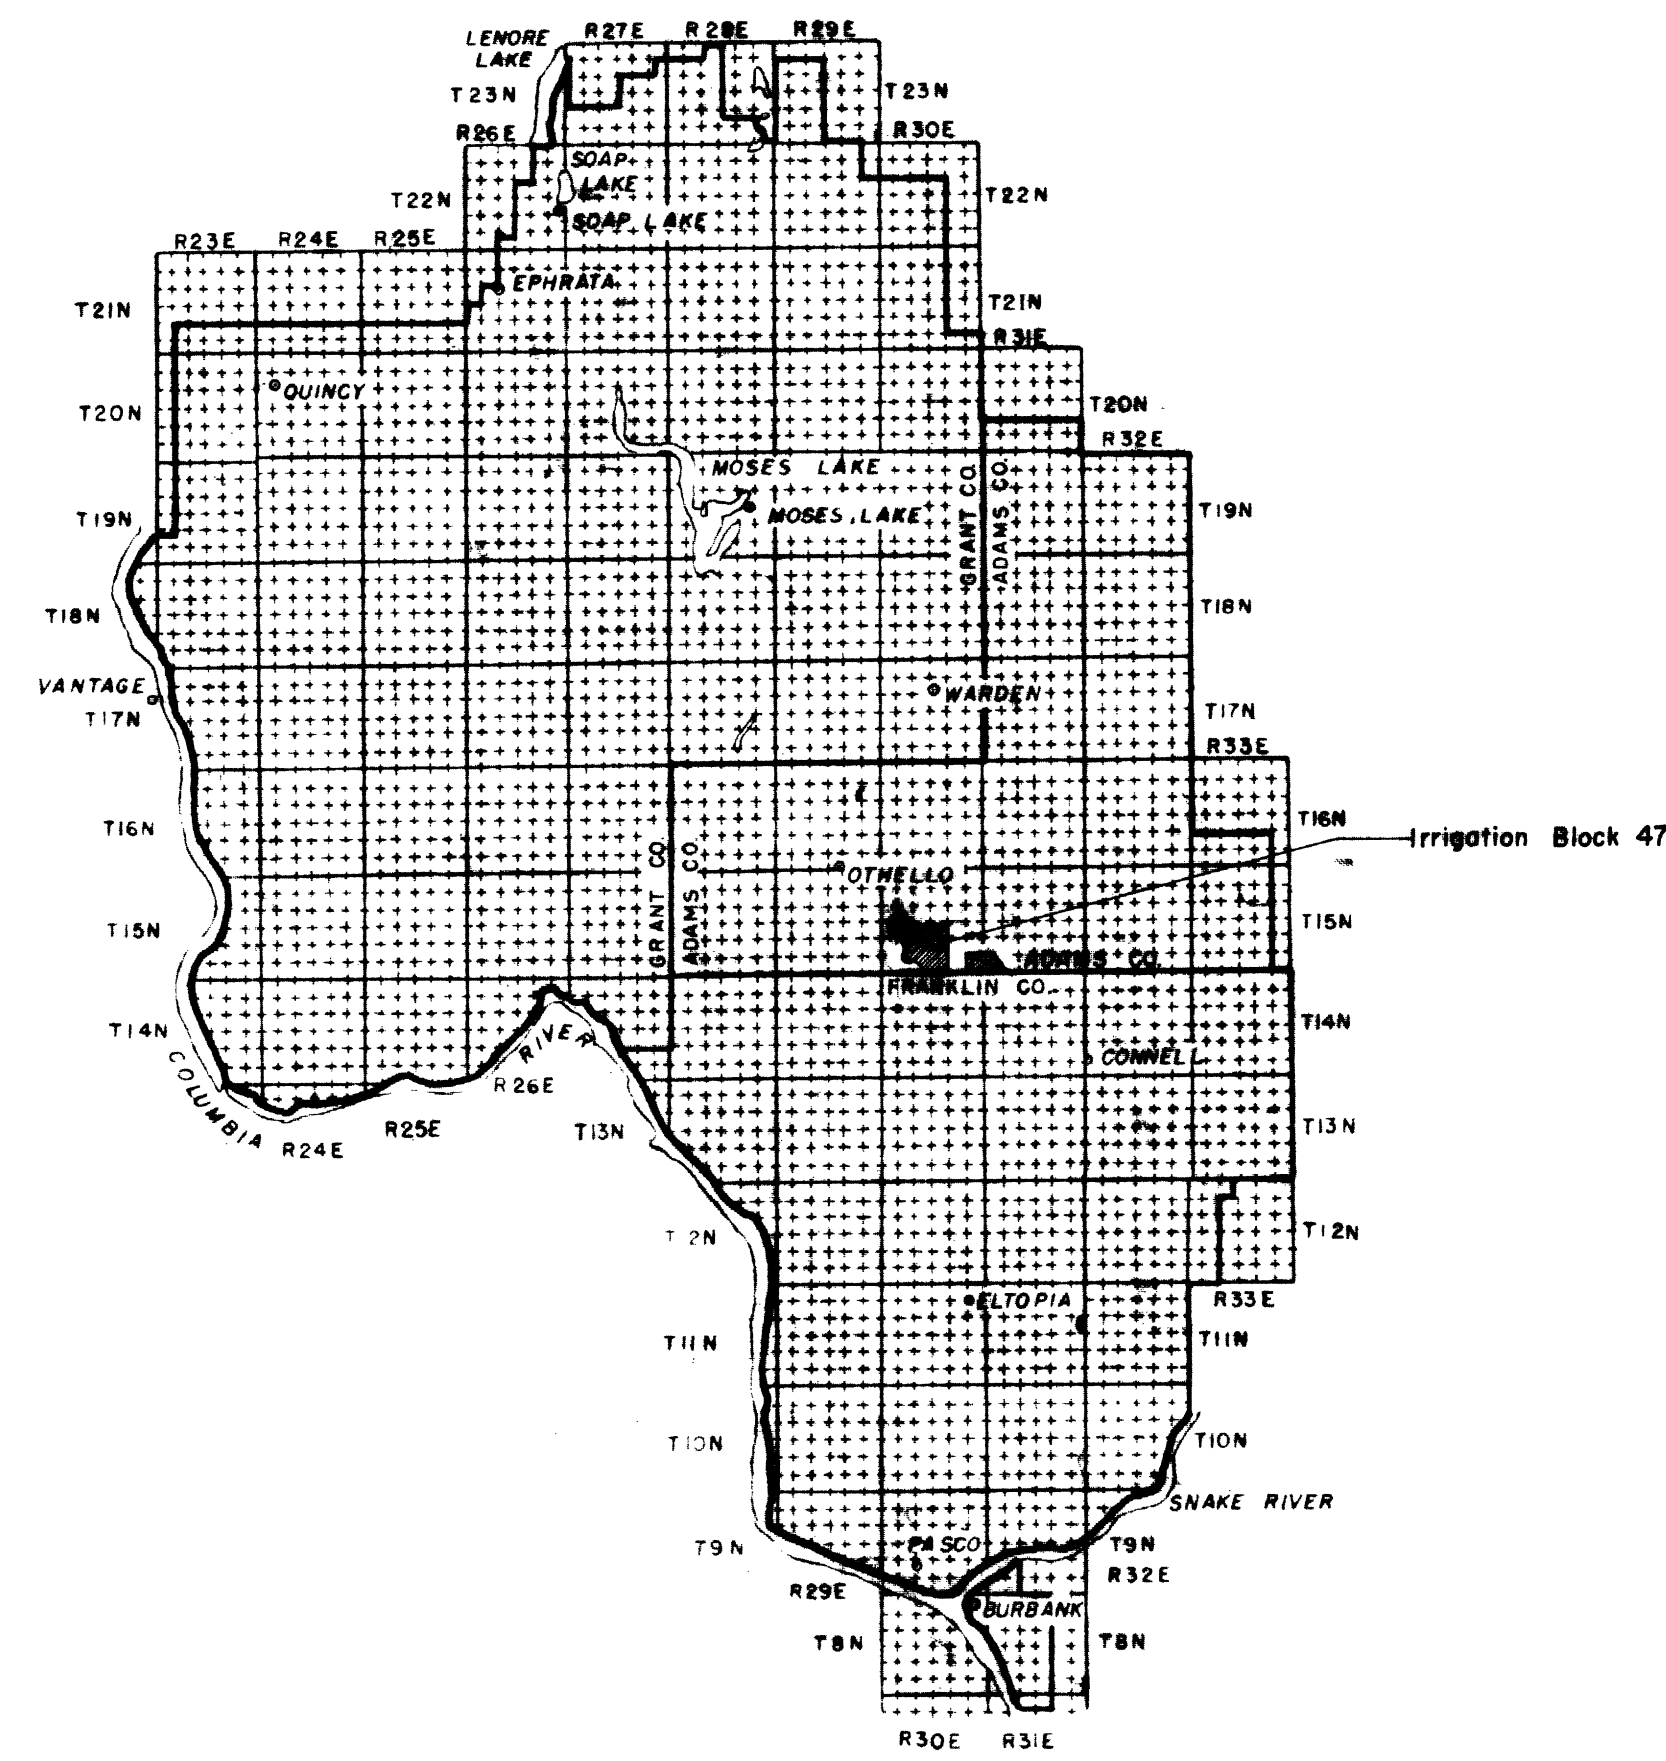 R27E R28E R29E
LENORE
LAKE
T23N
T23N
R26E
R30E
SOAP
LAKE
T22N
T22N
SOAP LAKE
R23E R24E R25E
EPHRATA
T21N
T21N
R31E
QUINCY
T20N
T20N
R32E
MOSES LAKE
MOSES LAKE
GRANT CO.
ADAMS CO.
T19N
T19N
T18N
T18N
VANTAGE
WARDEN
T17N
T17N
R33E
T16N
T16N
Irrigation Block 47
GRANT CO.
ADAMS CO.
OTHELLO
T15N
T15N
ADAMS CO.
FRANKLIN CO.
T14N
T14N
COLUMBIA
RIVER
CONNELL
R26E
R25E
R24E
T13N
T13N
T 2N
T12N
ELTOPIA
R33E
T11N
T11N
T10N
T10N
SNAKE RIVER
T9N
PASCO
T9N
R29E
R32E
BURBANK
T8N
T8N
R30E R31E